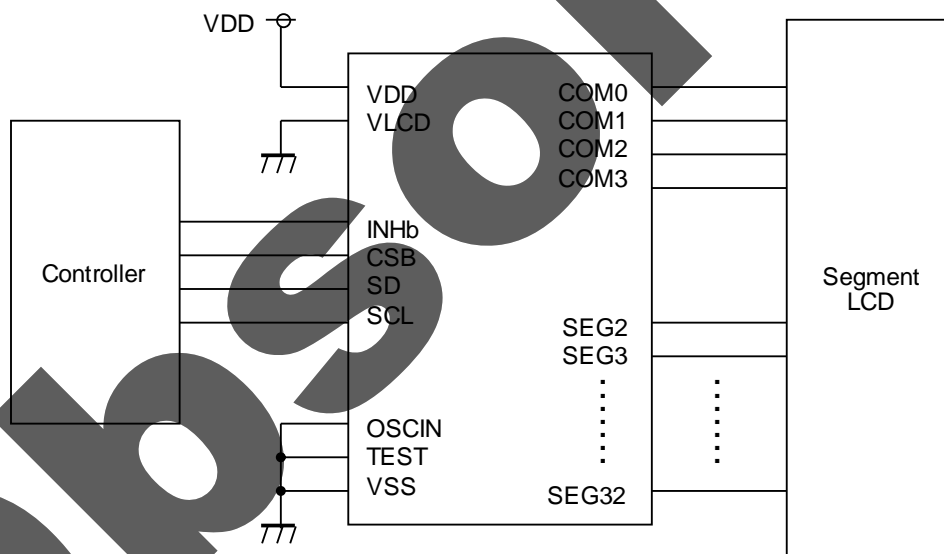 VDD
VDD
VLCD
INHb
CSB
SD
SCL
OSCIN
TEST
VSS
COM0
COM1
COM2
COM3
SEG2
SEG3
SEG32
Controller
Segment
LCD